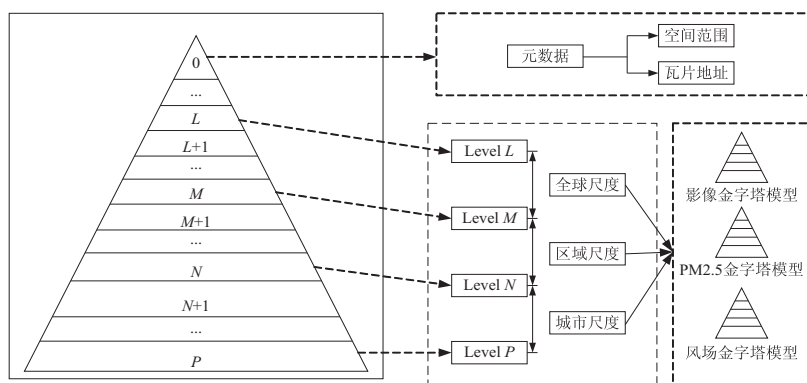 0
...
L
L+1
...
M
M+1
...
N
N+1
...
P
元数据
空间范围
瓦片地址
Level L
Level M
Level N
Level P
全球尺度
区域尺度
城市尺度
影像金字塔模型
PM2.5金字塔模型
风场金字塔模型